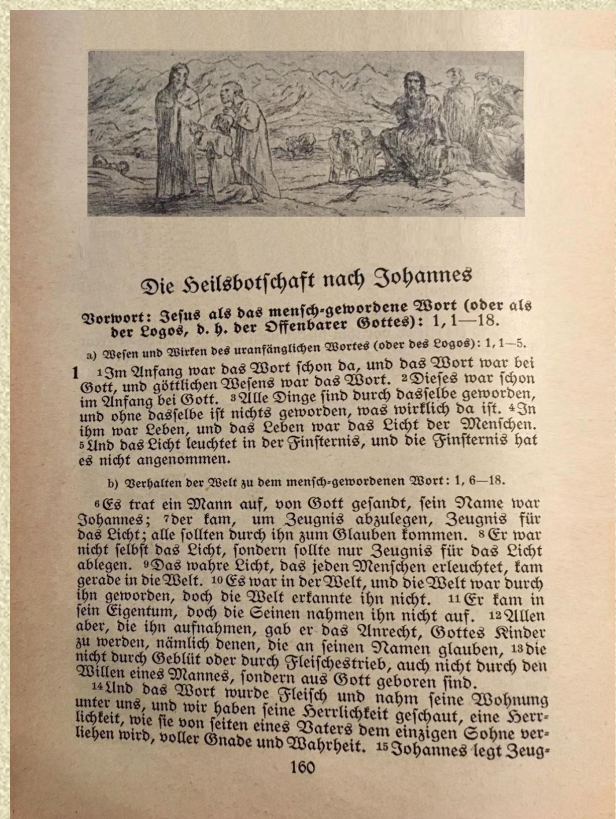 Die Heilsbotschaft nach Johannes
Vorwort: Jesus als das mensch-gewordene Wort (oder als
der Logos, d. h. der Offenbarer Gottes): 1, 1—18.
a) Wesen und Wirken des uranfänglichen Wortes (oder des Logos): 1, 1—5.
1 ¹Im Anfang war das Wort schon da, und das Wort war bei
Gott, und göttlichen Wesens war das Wort. ²Dieses war schon
im Anfang bei Gott. ³Alle Dinge sind durch dasselbe geworden,
und ohne dasselbe ist nichts geworden, was wirklich da ist. ⁴In
ihm war Leben, und das Leben war das Licht der Menschen.
⁵Und das Licht leuchtet in der Finsternis, und die Finsternis hat
es nicht angenommen.
b) Verhalten der Welt zu dem mensch-gewordenen Wort: 1, 6—18.
⁶Es trat ein Mann auf, von Gott gesandt, sein Name war
Johannes; ⁷der kam, um Zeugnis abzulegen, Zeugnis für
das Licht; alle sollten durch ihn zum Glauben kommen. ⁸Er war
nicht selbst das Licht, sondern sollte nur Zeugnis für das Licht
ablegen. ⁹Das wahre Licht, das jeden Menschen erleuchtet, kam
gerade in die Welt. ¹⁰Es war in der Welt, und die Welt war durch
ihn geworden, doch die Welt erkannte ihn nicht. ¹¹Er kam in
sein Eigentum, doch die Seinen nahmen ihn nicht auf. ¹²Allen
aber, die ihn aufnahmen, gab er das Anrecht, Gottes Kinder
zu werden, nämlich denen, die an seinen Namen glauben, ¹³die
nicht durch Geblüt oder durch Fleischestrieb, auch nicht durch den
Willen eines Mannes, sondern aus Gott geboren sind.
¹⁴Und das Wort wurde Fleisch und nahm seine Wohnung
unter uns, und wir haben seine Herrlichkeit geschaut, eine Herr-
lichkeit, wie sie von seiten eines Vaters dem einzigen Sohne ver-
liehen wird, voller Gnade und Wahrheit. ¹⁵Johannes legt Zeug-
160